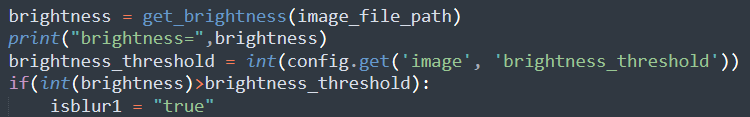 brightness = get_brightness(image_file_path)
print("brightness=",brightness)
brightness_threshold = int(config.get('image', 'brightness_threshold'))
if(int(brightness)>brightness_threshold):
    isblur1 = "true"